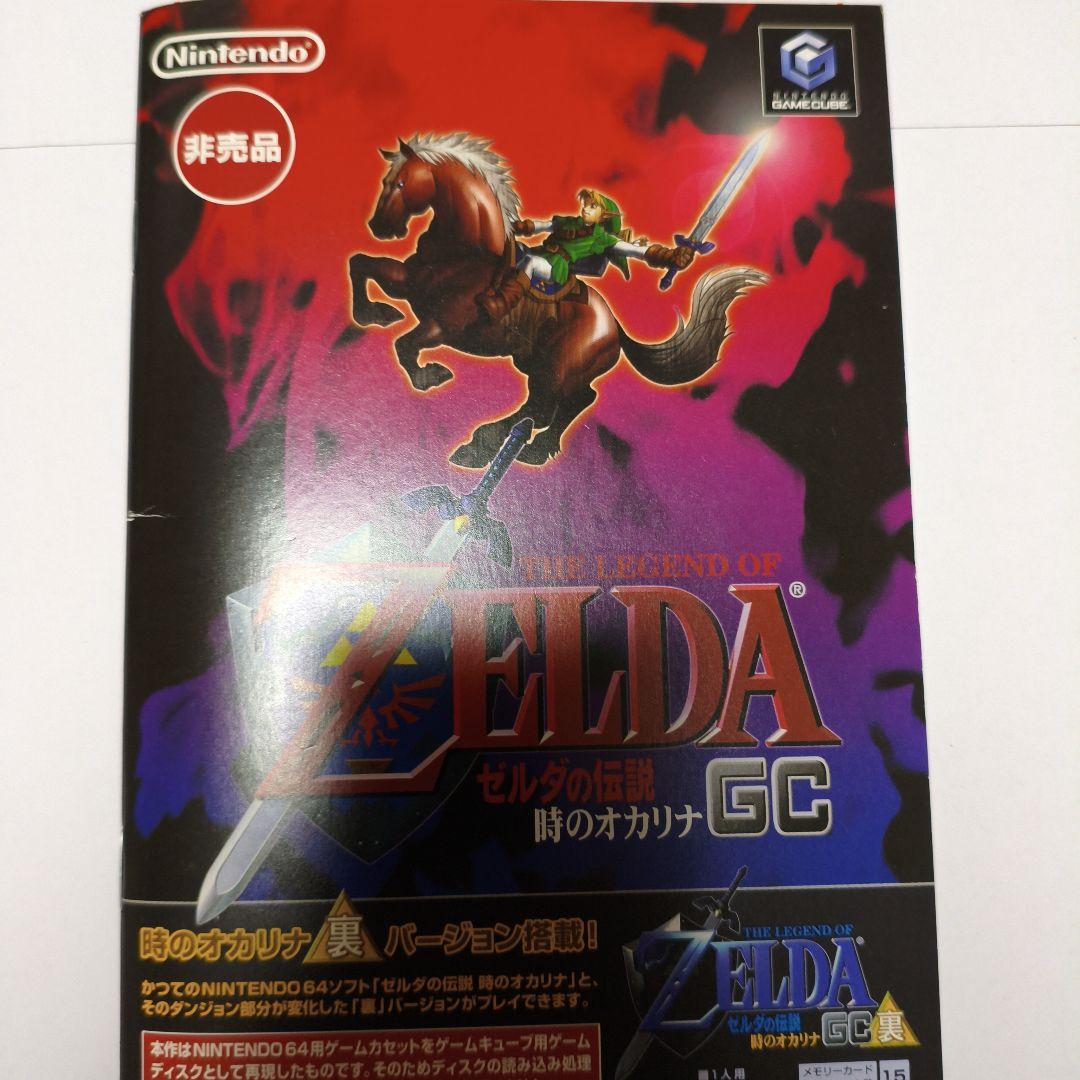 Nintendo®
NINTENDO
GAMECUBE
非売品
THE LEGEND OF
ZELDA®
ゼルダの伝説
時のオカリナGC
時のオカリナ裏バージョン搭載!
かつてのNINTENDO 64ソフト「ゼルダの伝説 時のオカリナ」と、
そのダンジョン部分が変化した「裏」バージョンがプレイできます。
本作はNINTENDO 64用ゲームカセットをゲームキューブ用ゲーム
ディスクとして再現したものです。そのためディスクの読み込み処理
THE LEGEND OF
ZELDA®
ゼルダの伝説
時のオカリナGC裏
■1人用
メモリーカード
15